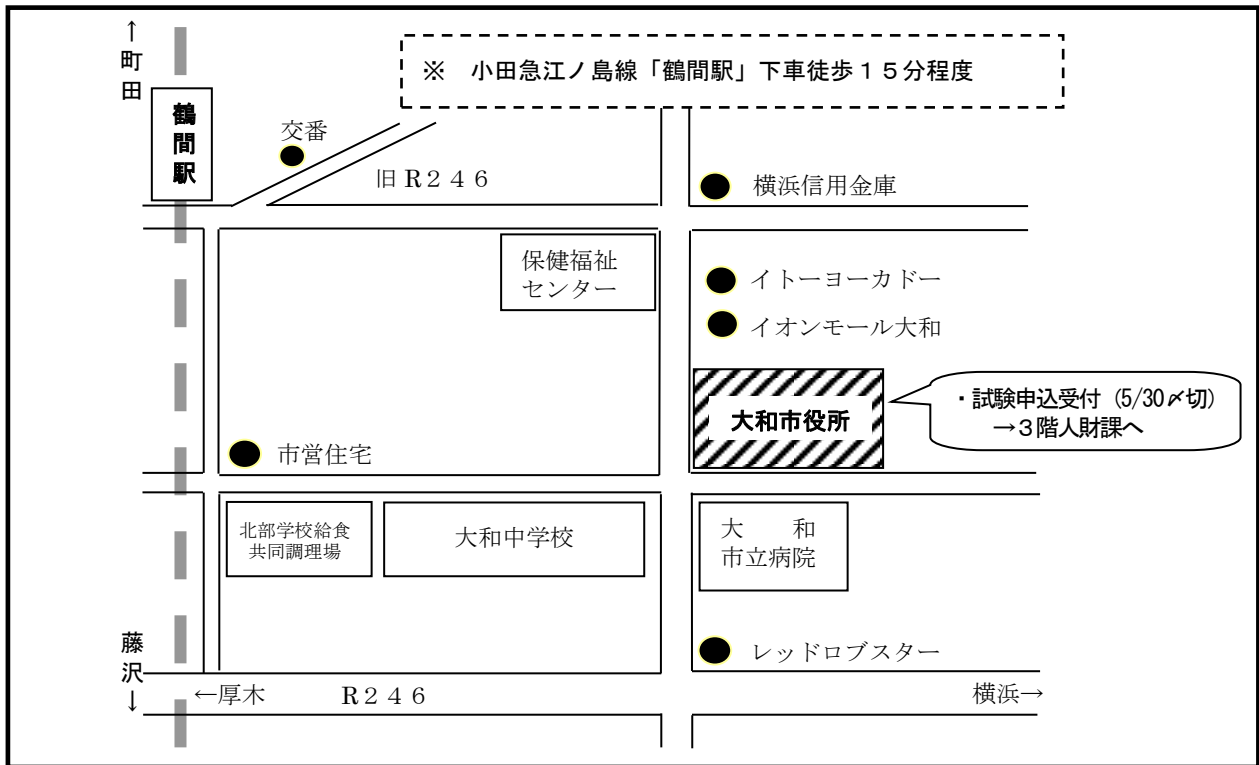 ↑町田
※　小田急江ノ島線「鶴間駅」下車徒歩１５分程度
鶴間駅
交番
旧Ｒ２４６
横浜信用金庫
保健福祉
センター
イトーヨーカドー
イオンモール大和
・試験申込受付（5/30〆切）
→３階人財課へ
大和市役所
市営住宅
北部学校給食
共同調理場
大和中学校
大　　和
市立病院
藤沢↓
レッドロブスター
←厚木
Ｒ２４６
横浜→